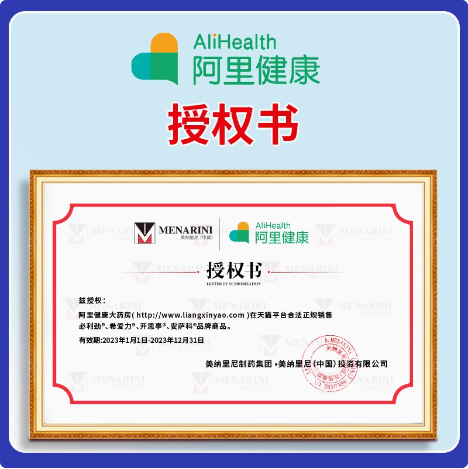 AliHealth
阿里健康
授权书
MENARINI
美纳里尼(中国)
AliHealth
阿里健康
授权书
LETTER OF AUTHORIZATION
兹授权：
阿里健康大药房( http://www.liangxinyao.com )在天猫平台合法正规销售
必利劲®、希爱力®、开思亭®、安萨科®品牌商品。
有效期:2023年1月1日-2023年12月31日
美纳里尼制药集团•美纳里尼(中国)投资有限公司